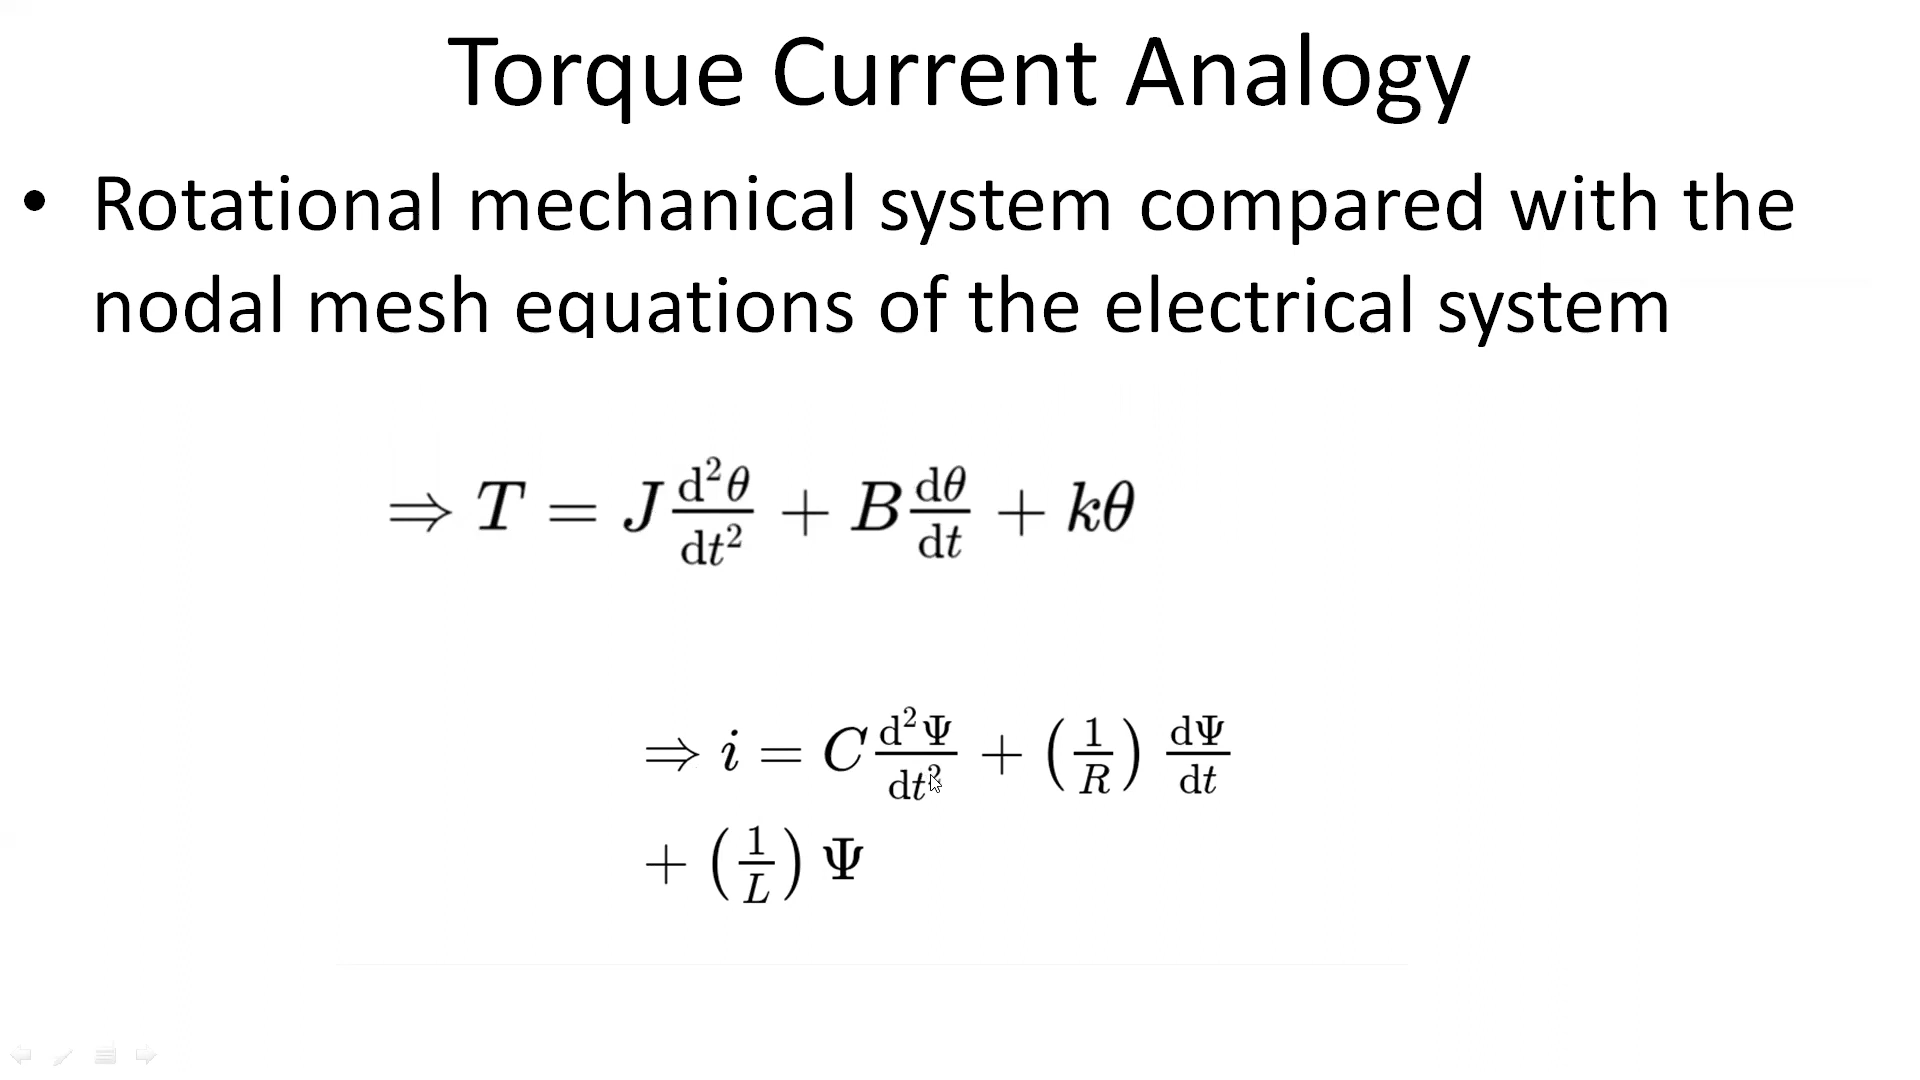 Torque Current Analogy
• Rotational mechanical system compared with the
nodal mesh equations of the electrical system
⇒ T = J d²θ/dt² + B dθ/dt + kθ
⇒ i = C d²Ψ/dt² + (1/R) dΨ/dt
+ (1/L) Ψ